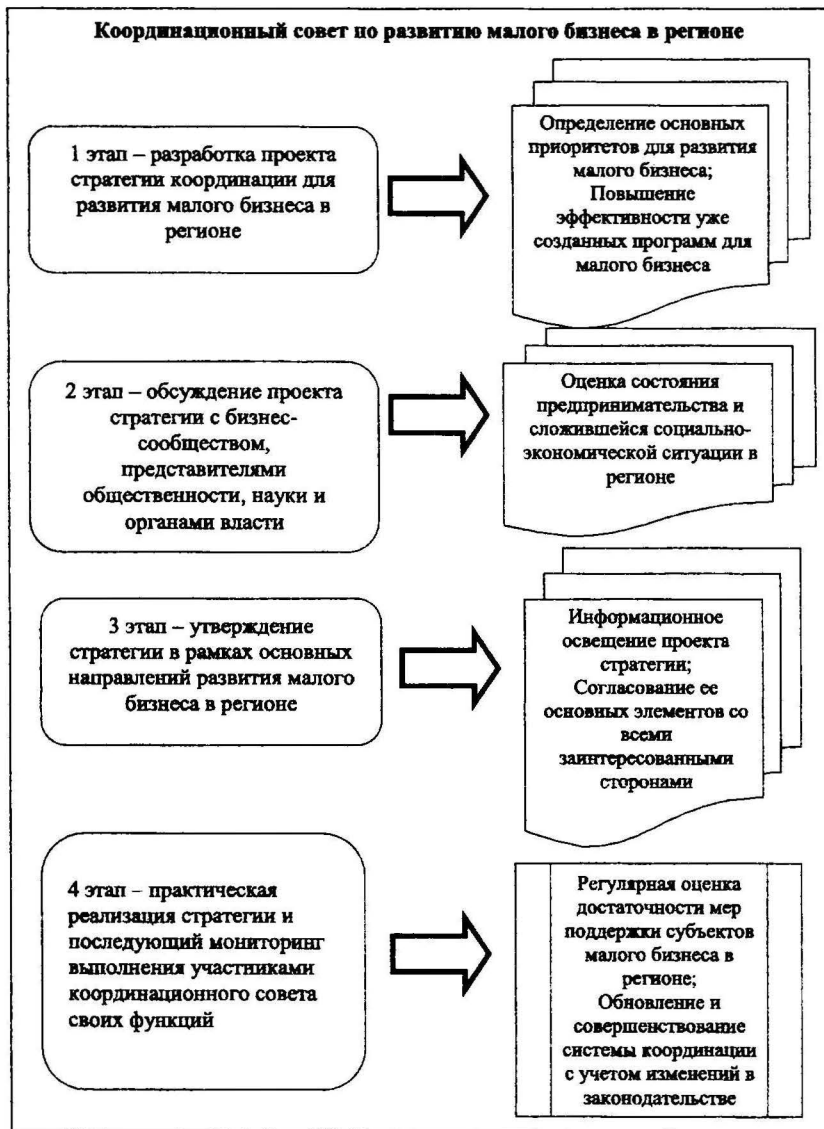 Координационный совет по развитию малого бизнеса в регионе
1 этап – разработка проекта
стратегии координации для
развития малого бизнеса в
регионе
Определение основных
приоритетов для развития
малого бизнеса;
Повышение
эффективности уже
созданных программ для
малого бизнеса
2 этап – обсуждение проекта
стратегии с бизнес-
сообществом,
представителями
общественности, науки и
органами власти
Оценка состояния
предпринимательства и
сложившейся социально-
экономической ситуации в
регионе
3 этап – утверждение
стратегии в рамках основных
направлений развития малого
бизнеса в регионе
Информационное
освещение проекта
стратегии;
Согласование ее
основных элементов со
всеми
заинтересованными
сторонами
4 этап – практическая
реализация стратегии и
последующий мониторинг
выполнения участниками
координационного совета
своих функций
Регулярная оценка
достаточности мер
поддержки субъектов
малого бизнеса в
регионе;
Обновление и
совершенствование
системы координации
с учетом изменений в
законодательстве